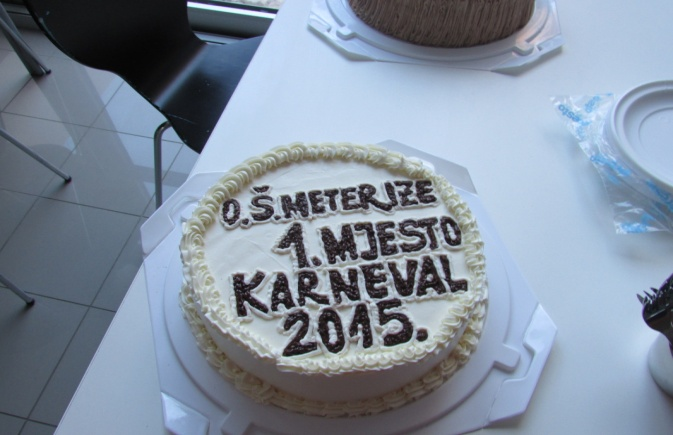 O.Š.METERIZE
1.MJESTO
KARNEVAL
2015.